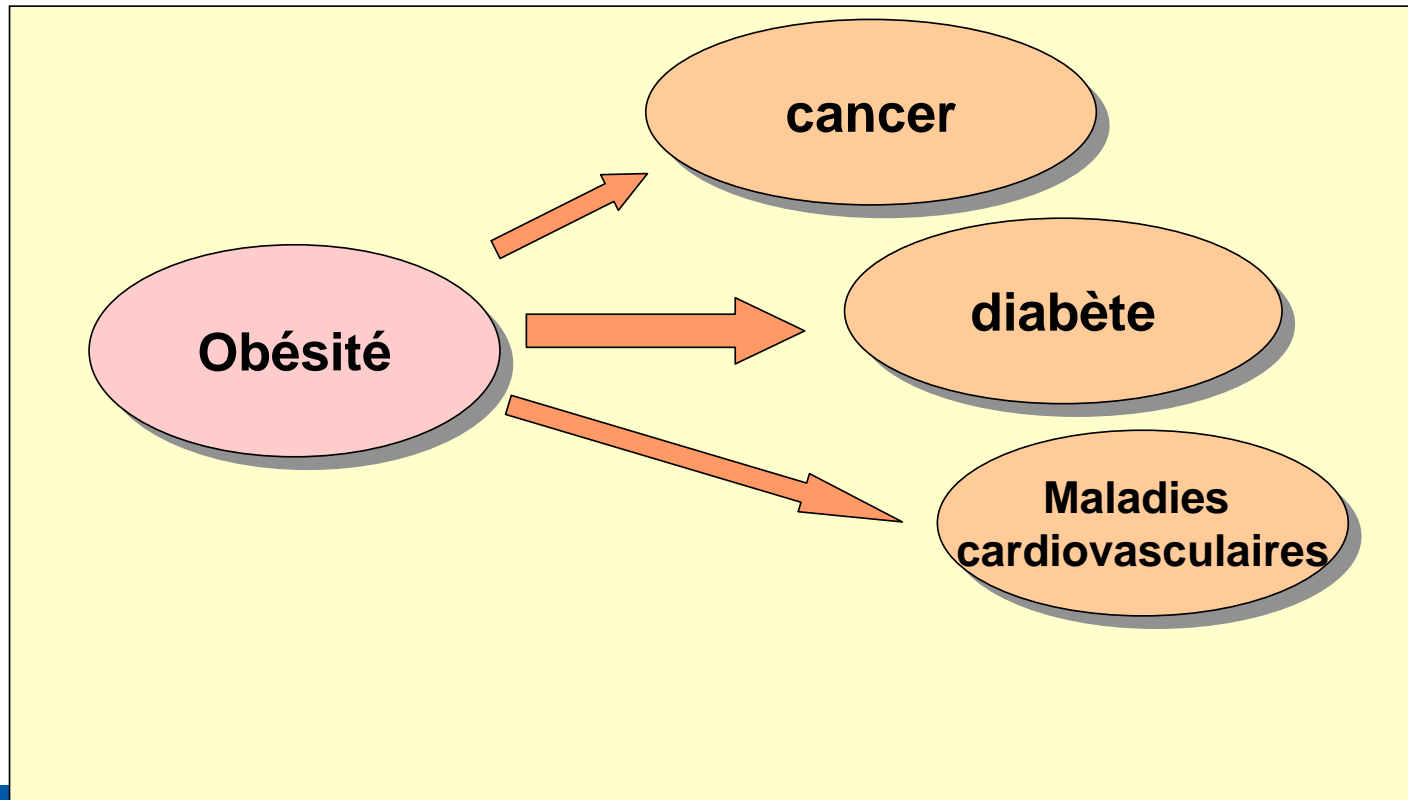 cancer
diabète
Obésité
Maladies
cardiovasculaires